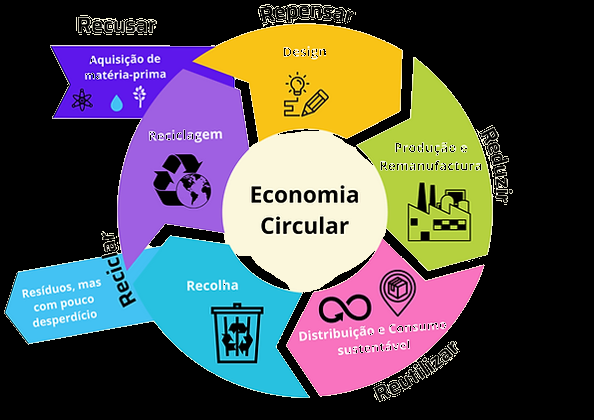 Recusar
Repensar
Aquisição de
matéria-prima
Design
Reciclagem
Produção e
Remanufactura
Reduzir
Economia
Circular
Reciclar
Resíduos, mas
com pouco
desperdício
Recolha
Distribuição e Consumo
sustentável
Reutilizar